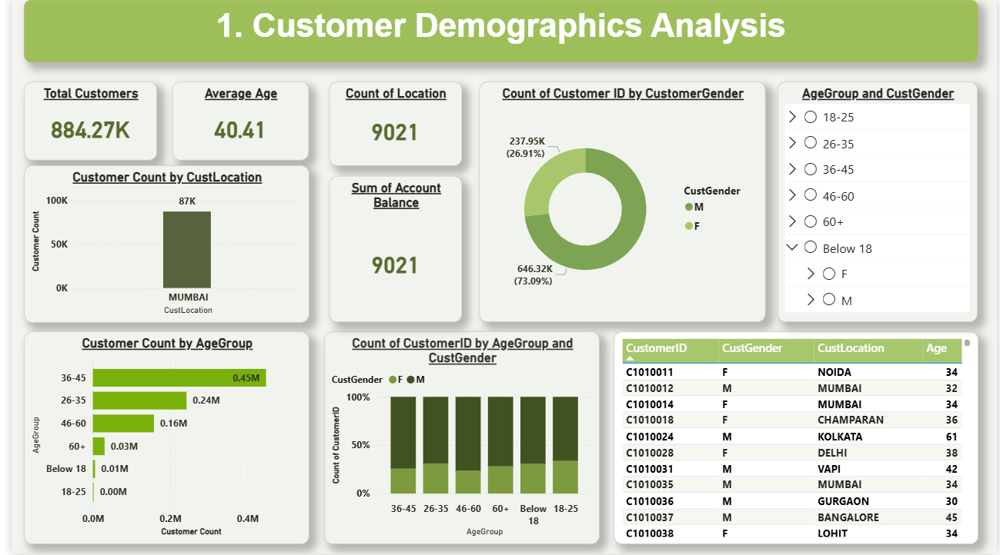 1. Customer Demographics Analysis
Total Customers
884.27K
Average Age
40.41
Count of Location
9021
Count of Customer ID by CustomerGender
237.95K
(26.91%)
646.32K
(73.09%)
CustGender
M
F
AgeGroup and CustGender
18-25
26-35
36-45
46-60
60+
Below 18
F
M
Customer Count by CustLocation
Customer Count
100K
50K
0K
87K
MUMBAI
CustLocation
Sum of Account
Balance
9021
Customer Count by AgeGroup
AgeGroup
36-45 0.45M
26-35 0.24M
46-60 0.16M
60+ 0.03M
Below 18 0.01M
18-25 0.00M
0.0M 0.2M 0.4M
Customer Count
Count of CustomerID by AgeGroup and
CustGender
CustGender F M
Count of CustomerID
100%
50%
0%
36-45 26-35 46-60 60+ Below 18-25
18
AgeGroup
CustomerID CustGender CustLocation Age
C1010011 F NOIDA 34
C1010012 M MUMBAI 32
C1010014 F MUMBAI 34
C1010018 F CHAMPARAN 36
C1010024 M KOLKATA 61
C1010028 F DELHI 38
C1010031 M VAPI 42
C1010035 M MUMBAI 34
C1010036 M GURGAON 30
C1010037 M BANGALORE 45
C1010038 F LOHIT 34